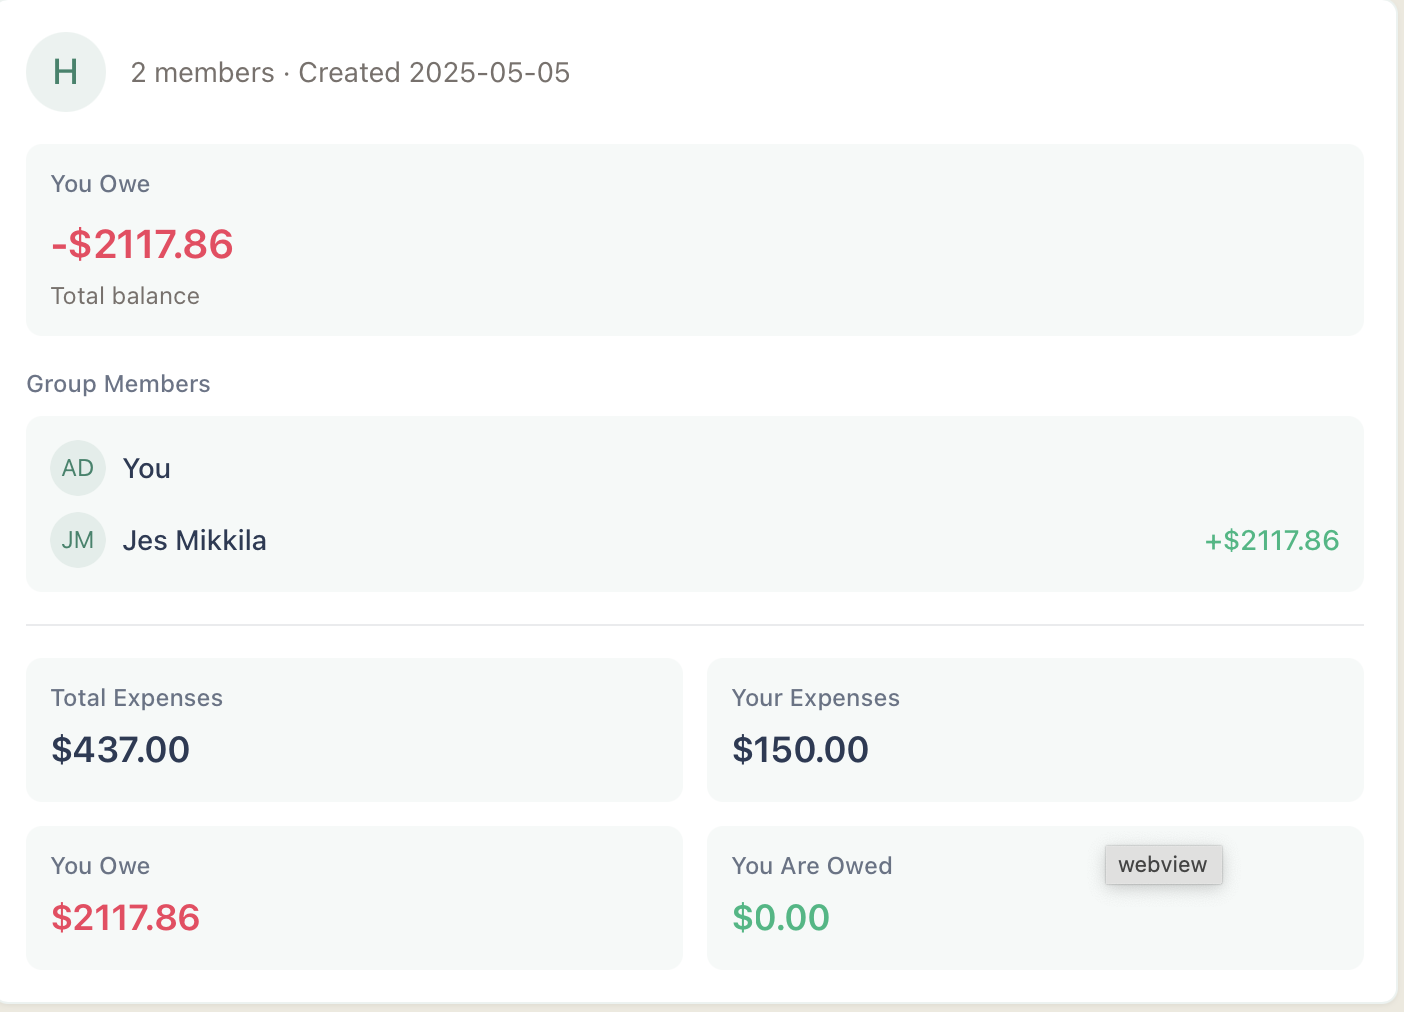 H
2 members · Created 2025-05-05
You Owe
-$2117.86
Total balance
Group Members
AD You
JM Jes Mikkila +$2117.86
Total Expenses
$437.00
Your Expenses
$150.00
You Owe
$2117.86
You Are Owed
$0.00
webview